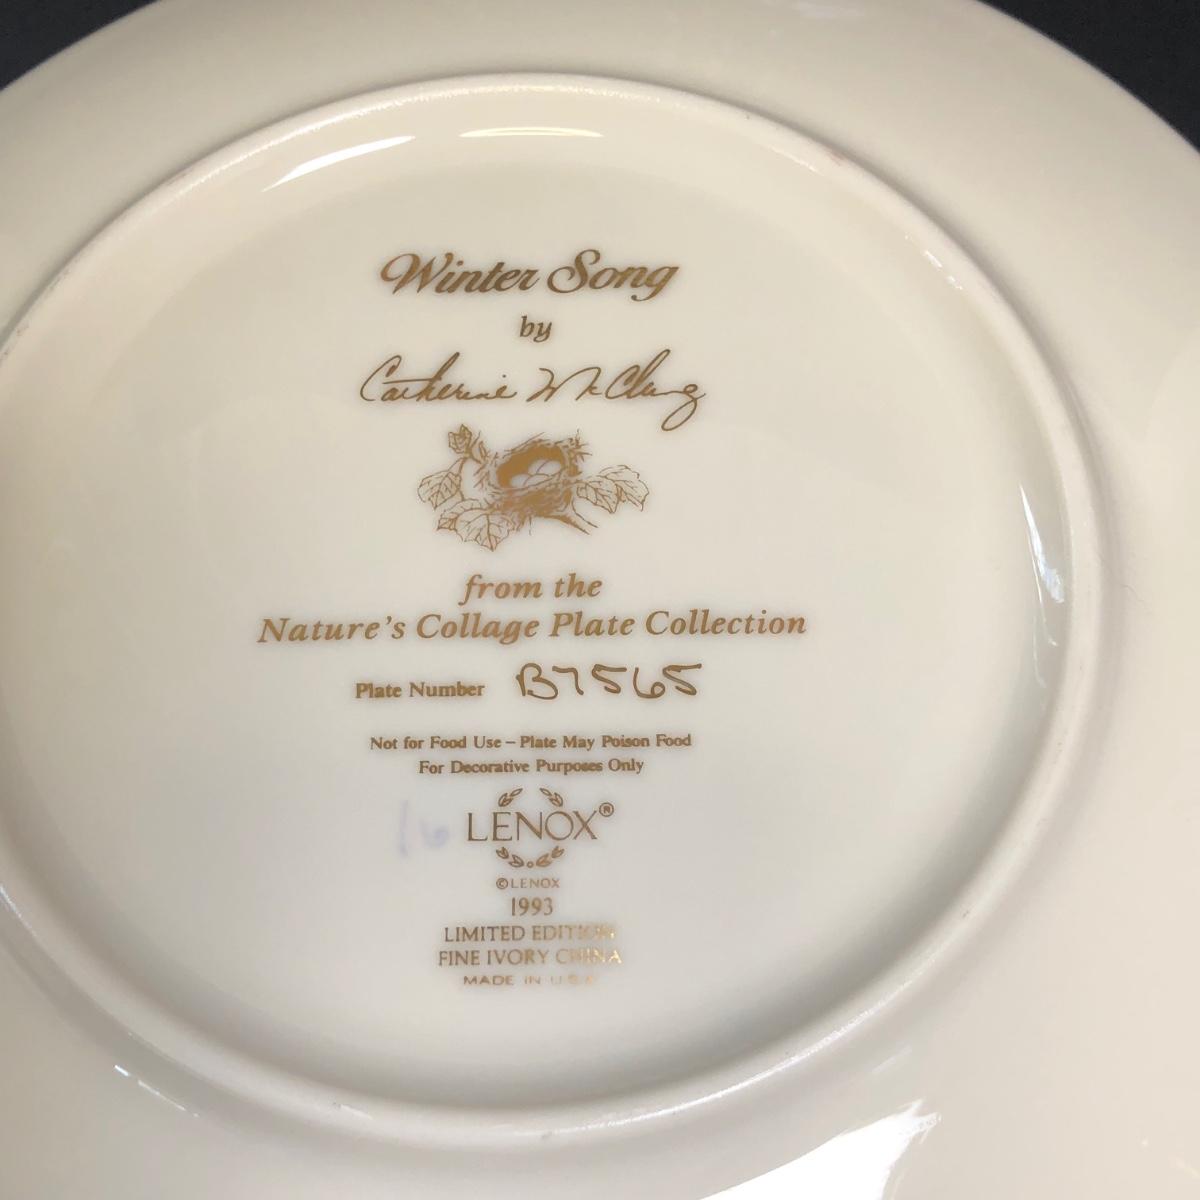 Winter Song
by
Catherine McClung
from the
Nature's Collage Plate Collection
Plate Number B7565
Not for Food Use – Plate May Poison Food
For Decorative Purposes Only
16
LENOX®
©LENOX
1993
LIMITED EDITION
FINE IVORY CHINA
MADE IN U.S.A.